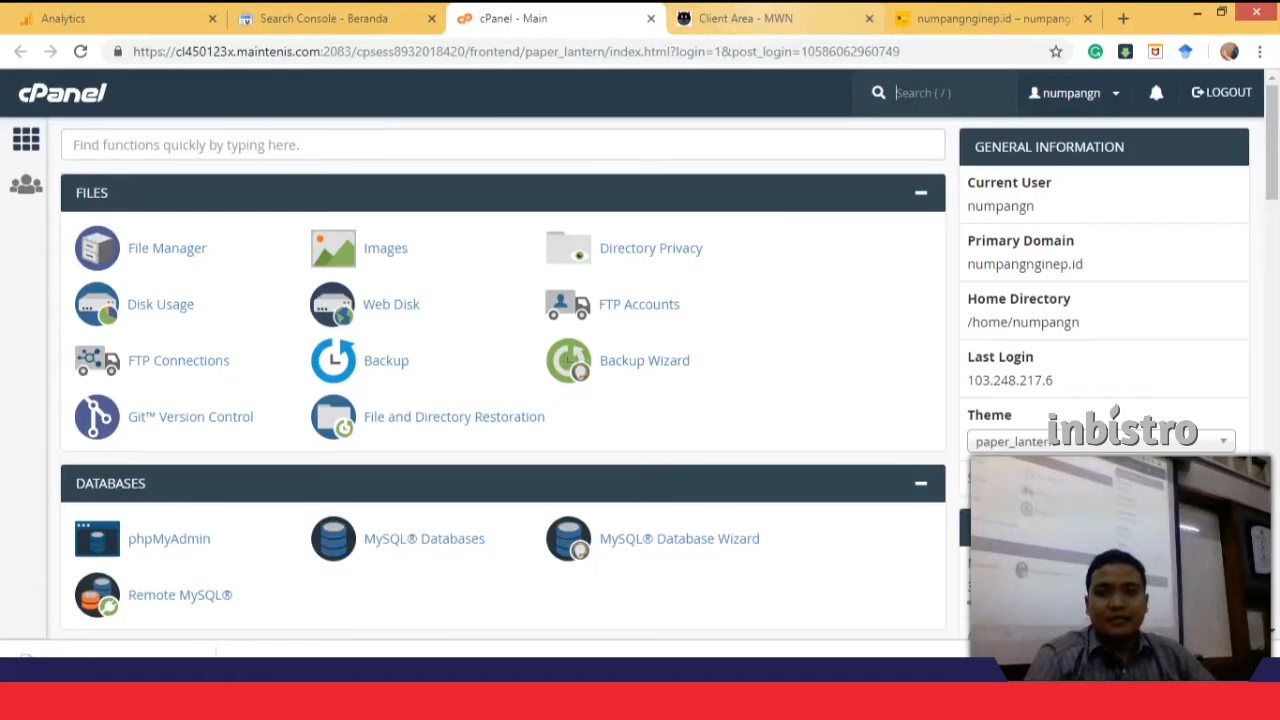 Analytics
Search Console - Beranda
cPanel - Main
Client Area - MWN
numpangnginep.id – numpang
https://cl450123x.maintenis.com:2083/cpsess8932018420/frontend/paper_lantern/index.html?login=1&post_login=10586062960749
cPanel
Search ( / )
numpangn
LOGOUT
Find functions quickly by typing here.
FILES
File Manager
Images
Directory Privacy
Disk Usage
Web Disk
FTP Accounts
FTP Connections
Backup
Backup Wizard
Git™ Version Control
File and Directory Restoration
DATABASES
phpMyAdmin
MySQL® Databases
MySQL® Database Wizard
Remote MySQL®
GENERAL INFORMATION
Current User
numpangn
Primary Domain
numpangnginep.id
Home Directory
/home/numpangn
Last Login
103.248.217.6
Theme
paper_lantern
inbistro